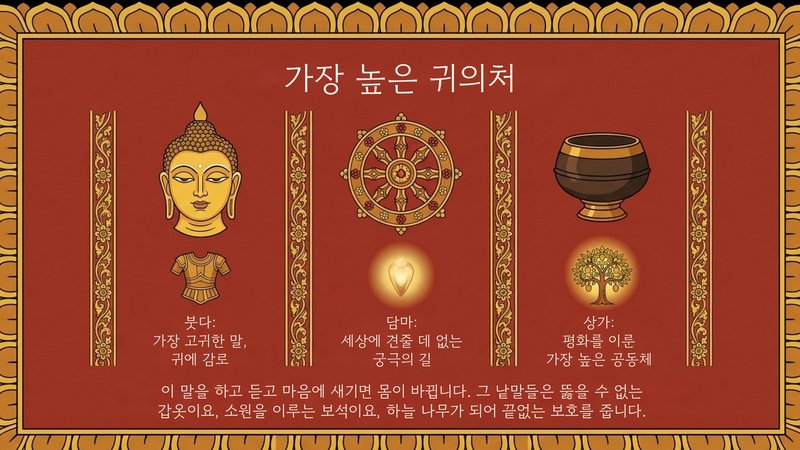 가장 높은 귀의처
붓다:
가장 고귀한 말,
귀에 감로
담마:
세상에 견줄 데 없는
궁극의 길
상가:
평화를 이룬
가장 높은 공동체
이 말을 하고 듣고 마음에 새기면 몸이 바뀝니다. 그 낱말들은 뚫을 수 없는
갑옷이요, 소원을 이루는 보석이요, 하늘 나무가 되어 끝없는 보호를 줍니다.